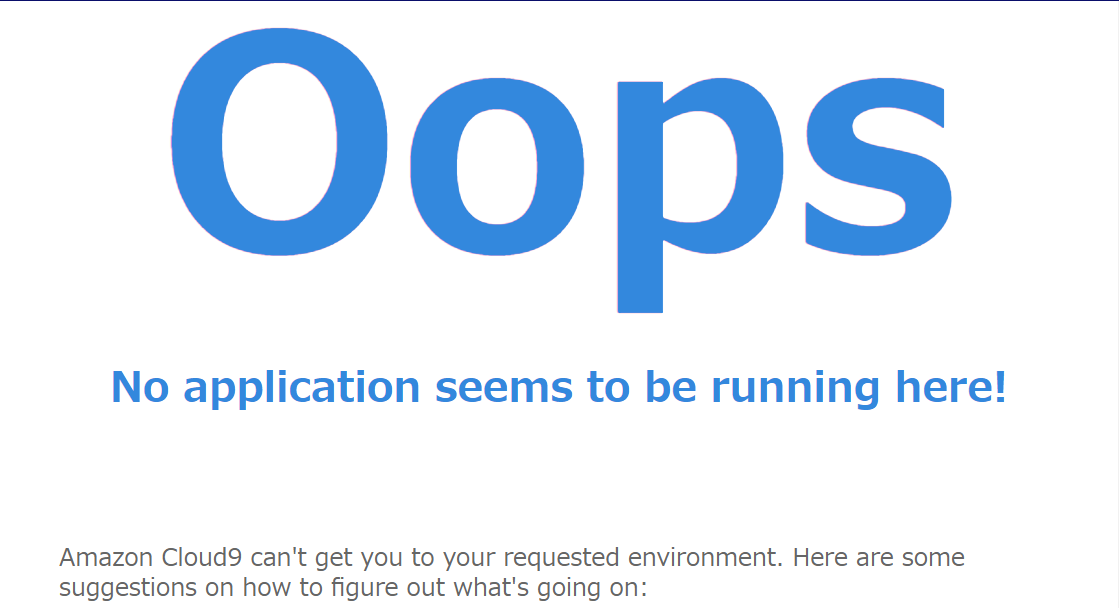 Oops
No application seems to be running here!
Amazon Cloud9 can't get you to your requested environment. Here are some
suggestions on how to figure out what's going on: